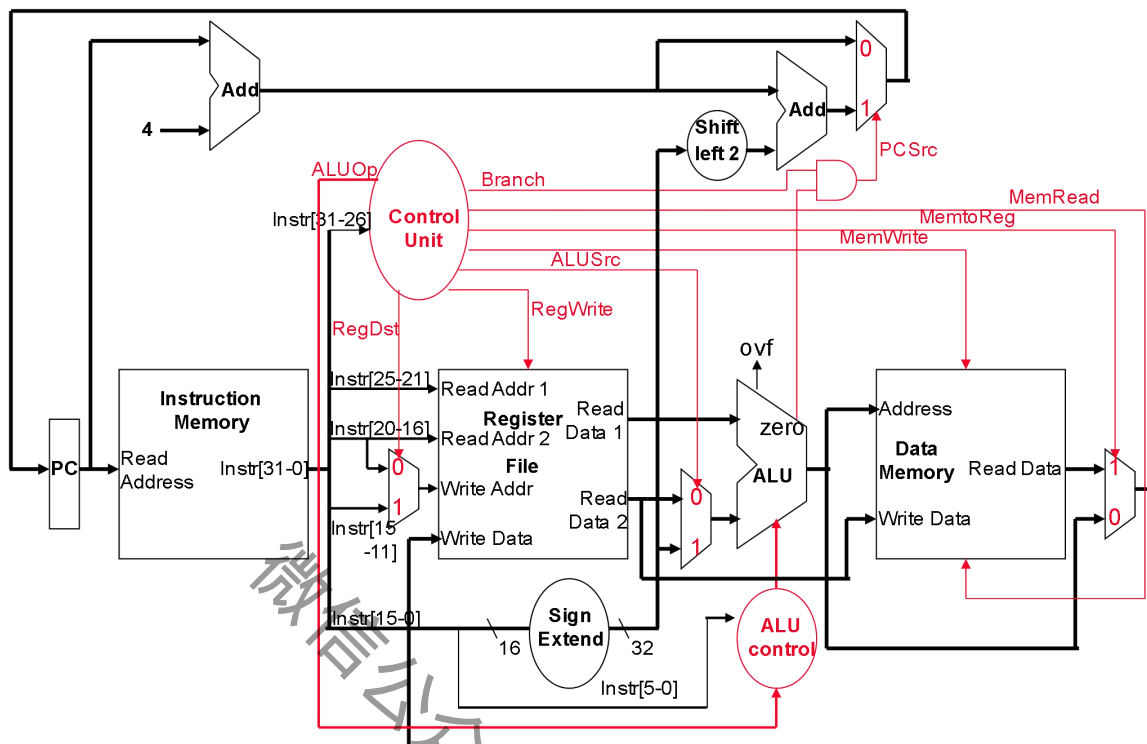 0
Add
Add
1
4
Shift
left 2
PCSrc
ALUOp
Branch
MemRead
Instr[31-26]
Control
Unit
MemtoReg
MemWrite
ALUSrc
RegWrite
RegDst
ovf
Instr[25-21]
Instruction
Memory
Read Addr 1
Register
Read
Data 1
Address
Instr[20-16]
Read Addr 2
zero
Data
Memory
PC
Read
Address
Instr[31-0]
0
File
ALU
Read Data
1
Write Addr
1
Read
Data 2
0
Write Data
0
Instr[15
-11]
Write Data
1
Instr[15-0]
16
Sign
Extend
32
ALU
control
Instr[5-0]
微信公众